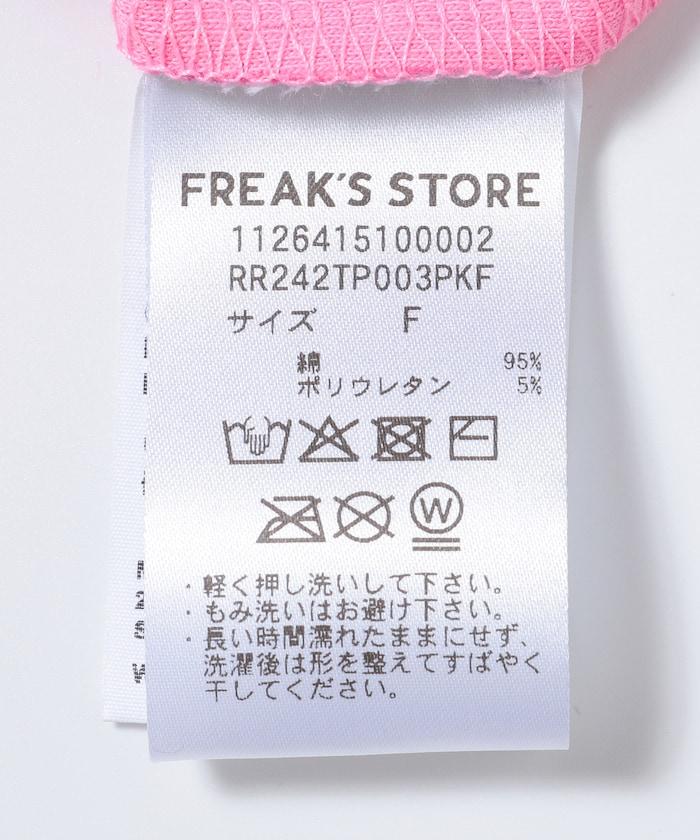 FREAK'S STORE
1126415100002
RR242TP003PKF
サイズ F
綿 95%
ポリウレタン 5%
W
・軽く押し洗いして下さい。
・もみ洗いはお避け下さい。
・長い時間濡れたままにせず、
洗濯後は形を整えてすばやく
干してください。